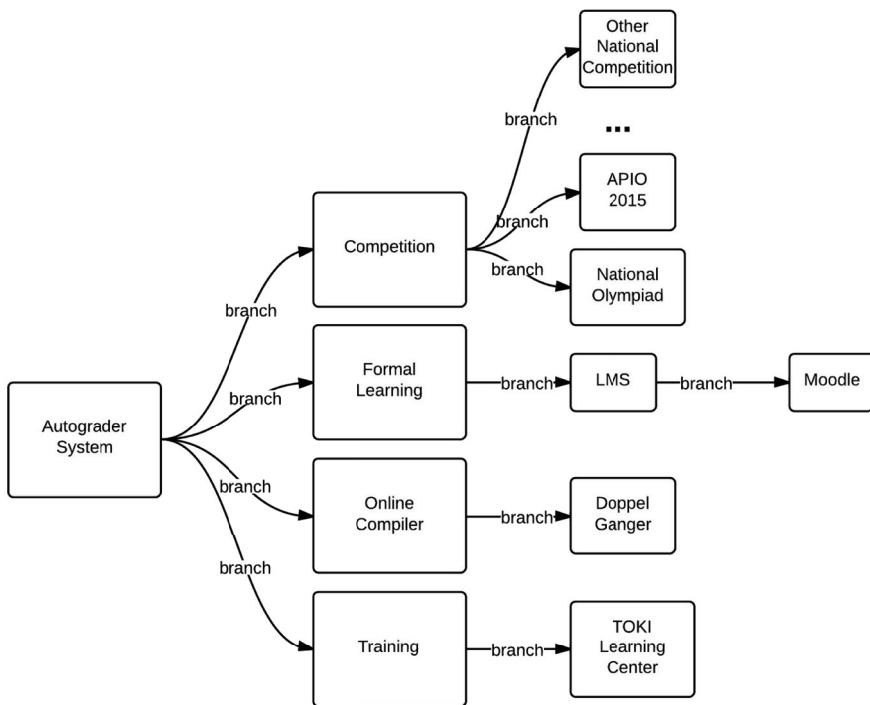 Other
National
Competition
branch
...
APIO
2015
branch
Competition
branch
National
Olympiad
branch
Formal
Learning
branch
LMS
branch
Moodle
branch
Autograder
System
branch
Online
Compiler
branch
Doppel
Ganger
branch
Training
branch
TOKI
Learning
Center